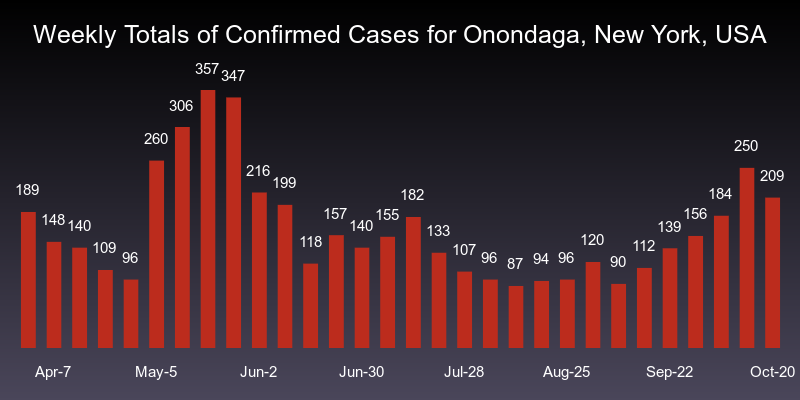 Weekly Totals of Confirmed Cases for Onondaga, New York, USA
189 148 140 109 96 260 306 357 347 216 199 118 157 140 155 182 133 107 96 87 94 96 120 90 112 139 156 184 250 209
Apr-7 May-5 Jun-2 Jun-30 Jul-28 Aug-25 Sep-22 Oct-20